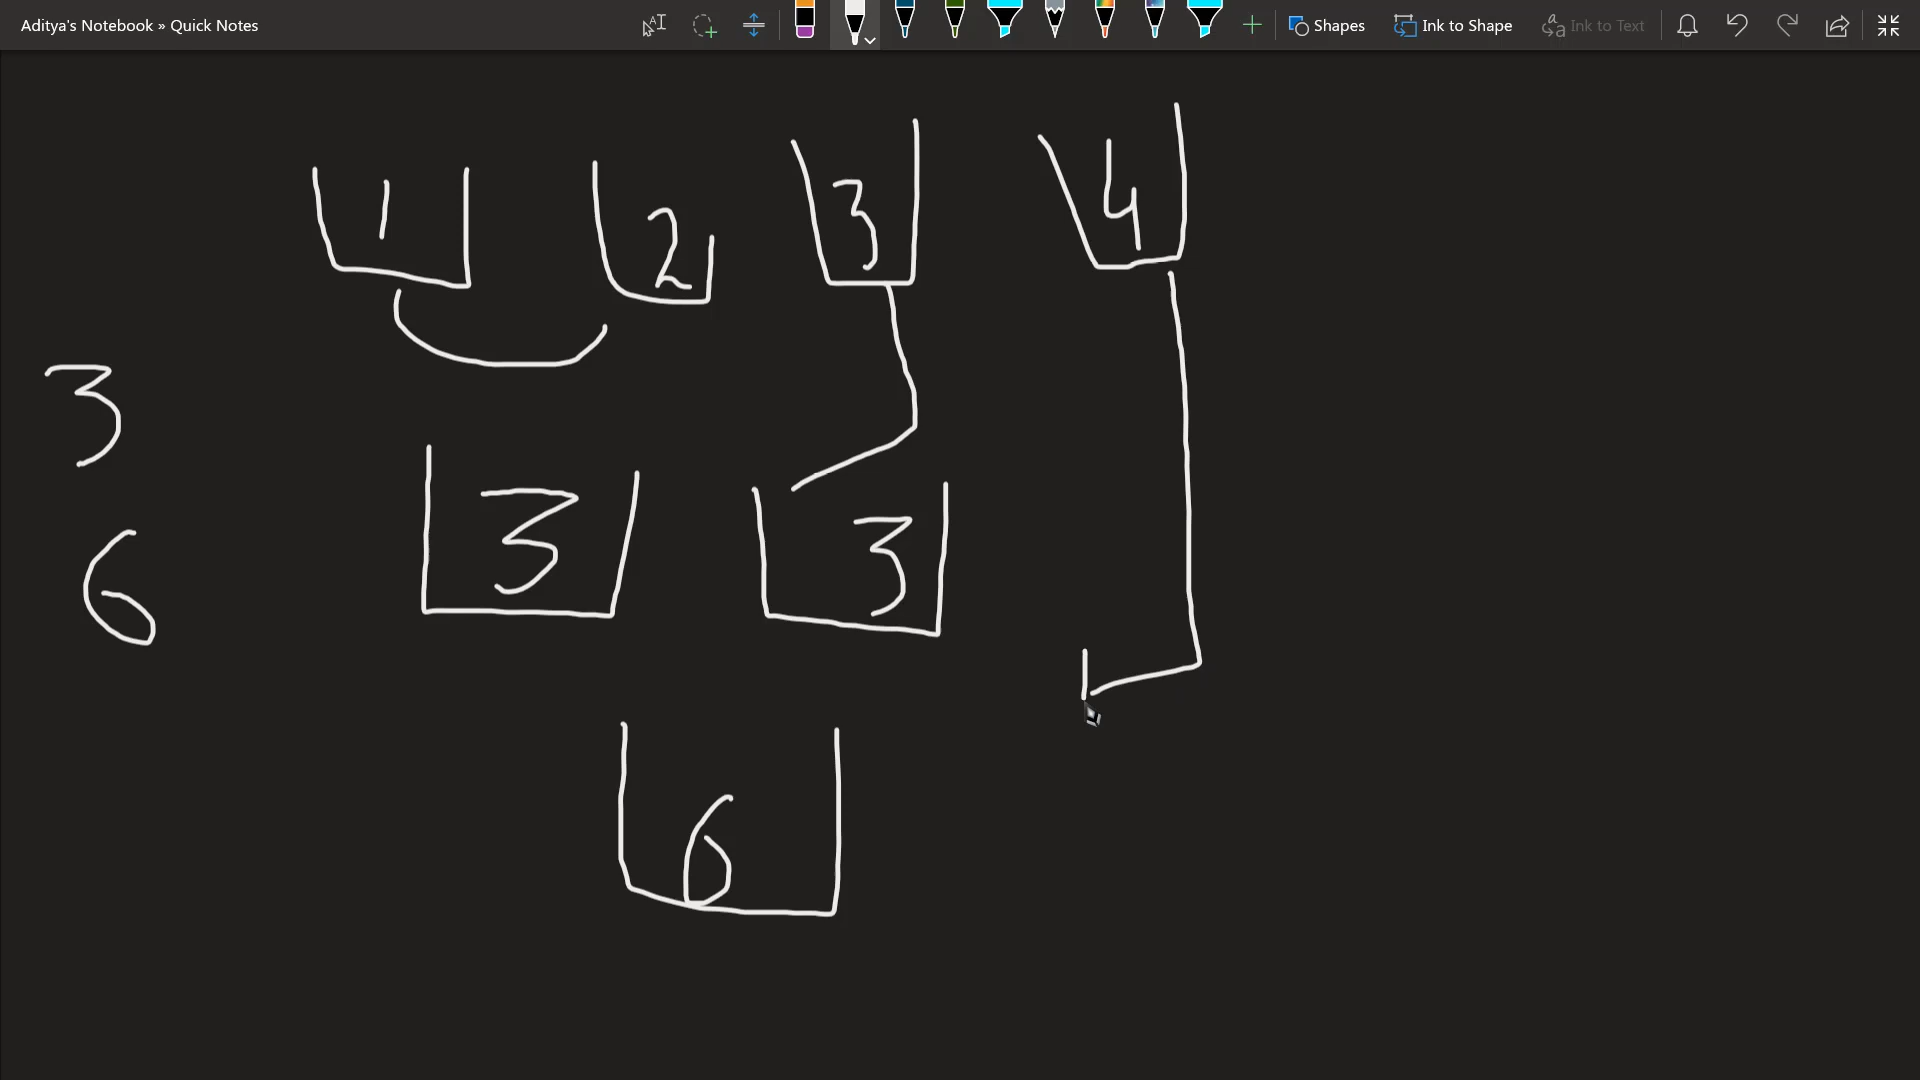 Aditya's Notebook » Quick Notes
Shapes
Ink to Shape
Ink to Text
1 2 3 4
3
3 3
6
6